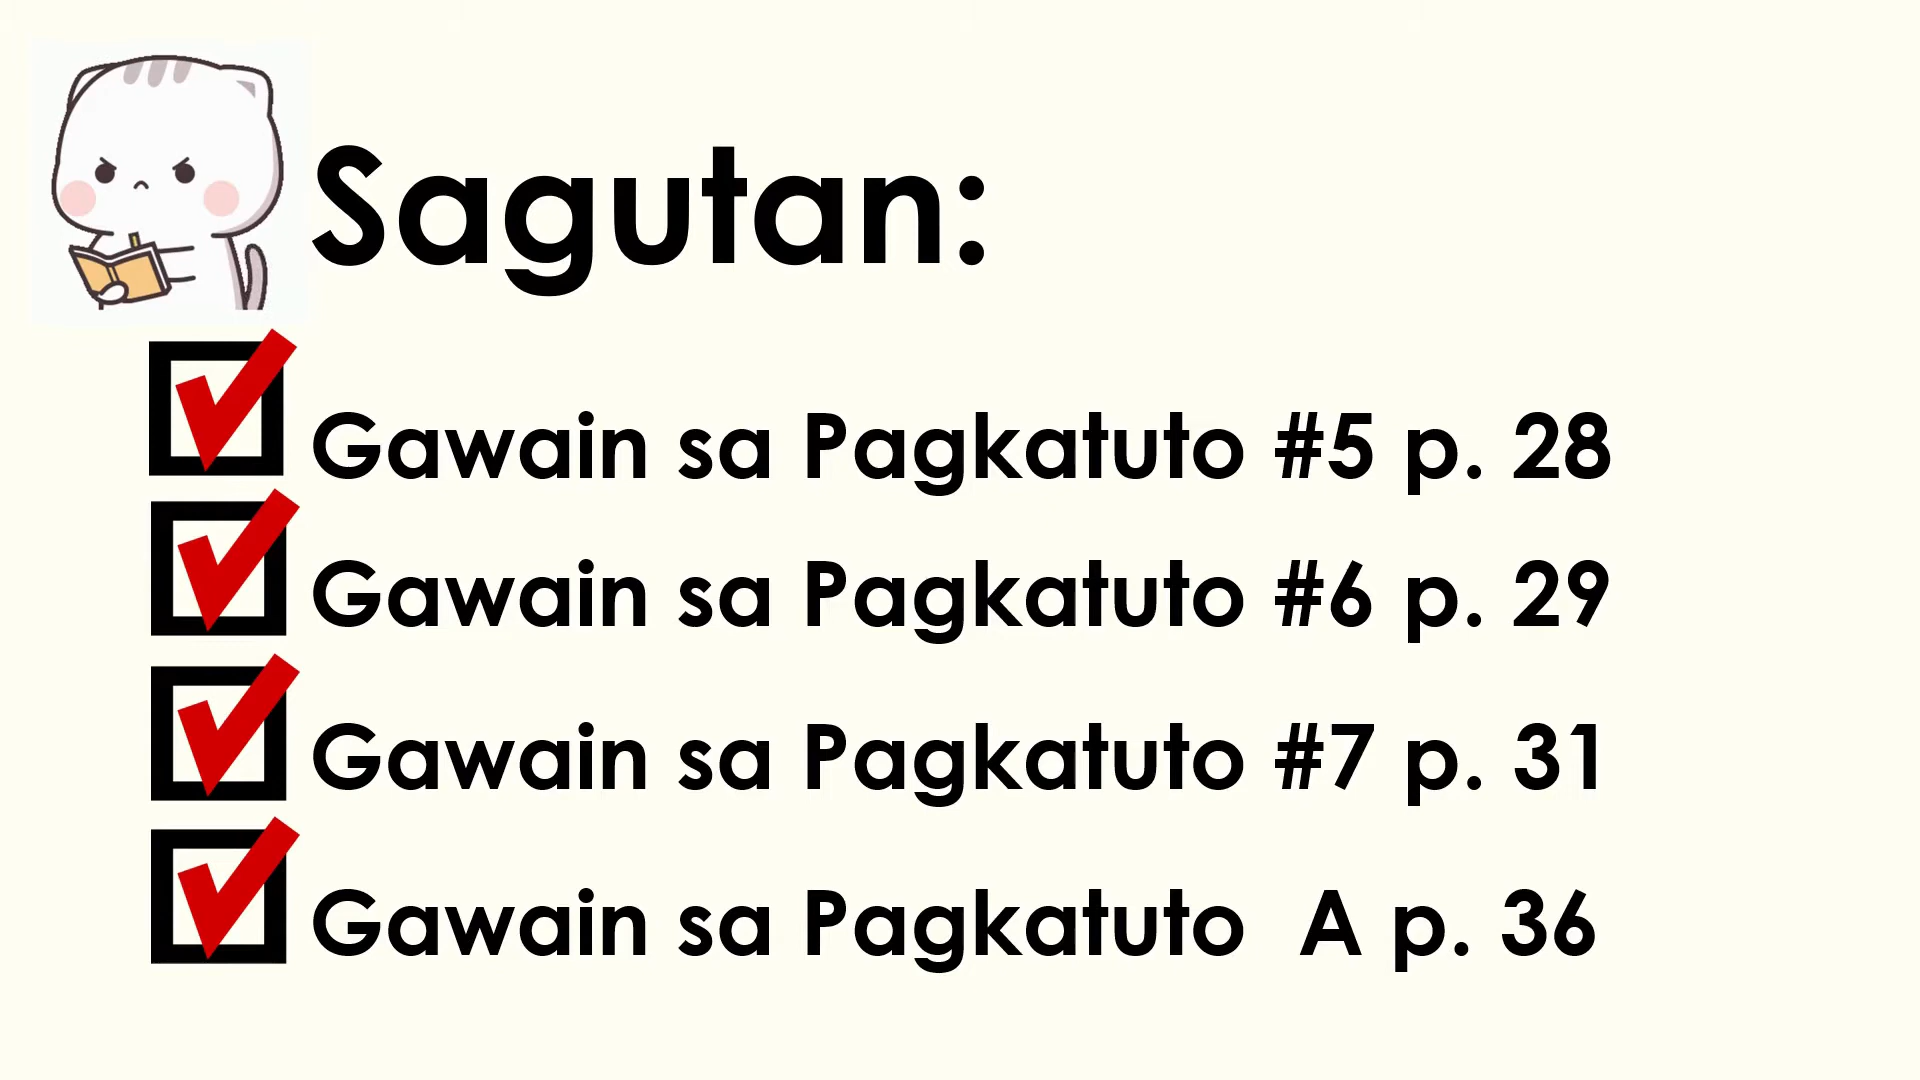 Sagutan:
Gawain sa Pagkatuto #5 p. 28
Gawain sa Pagkatuto #6 p. 29
Gawain sa Pagkatuto #7 p. 31
Gawain sa Pagkatuto A p. 36